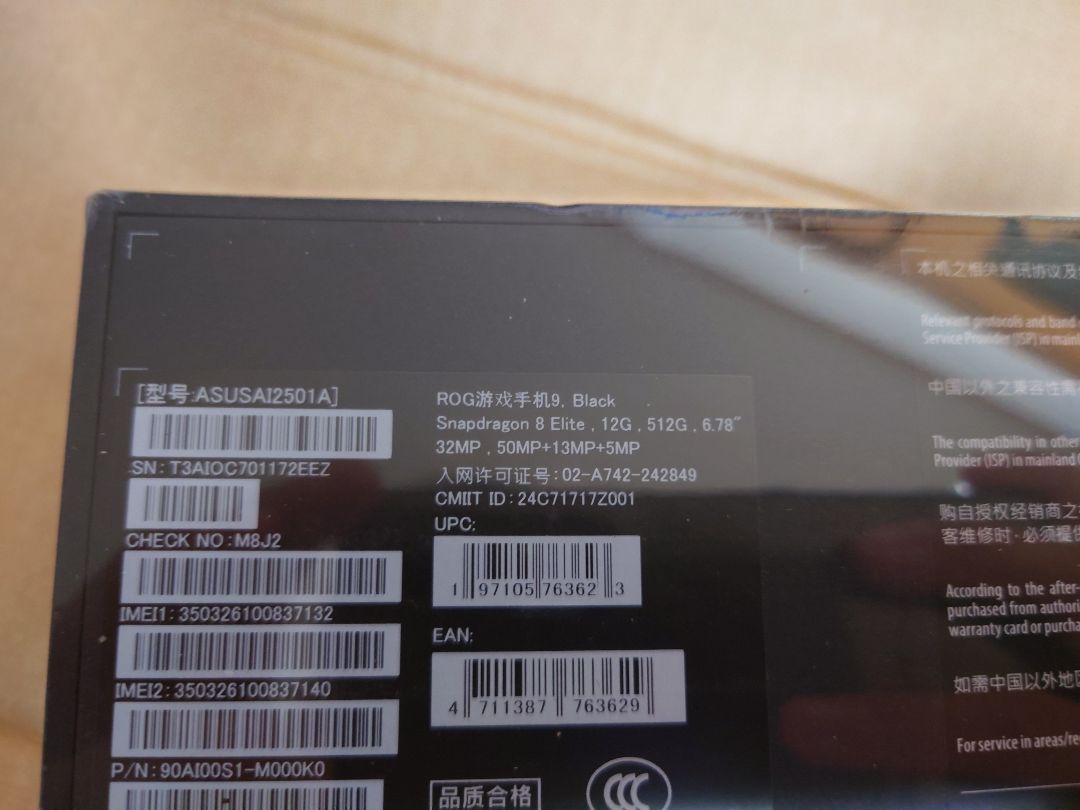 [型号:ASUSAI2501A]
SN: T3AIOC701172EEZ
CHECK NO:M8J2
IMEI1: 350326100837132
IMEI2: 350326100837140
P/N:90AI00S1-M000K0
ROG游戏手机9, Black
Snapdragon 8 Elite , 12G , 512G , 6.78"
32MP , 50MP+13MP+5MP
入网许可证号:02-A742-242849
CMIIT ID: 24C71717Z001
UPC:
1 97105 76362 3
EAN:
4 711387 763629
品质合格
CCC
本机之相关通讯协议及
Relevant protocols and band
Service Provider (ISP) in mainl
中国以外之兼容性需
The compatibility in other
Provider (ISP) in mainland
购自授权经销商之
客维修时,必须提供
According to the after-
purchased from authori
warranty card or purcha
如需中国以外地区
For service in areas/re